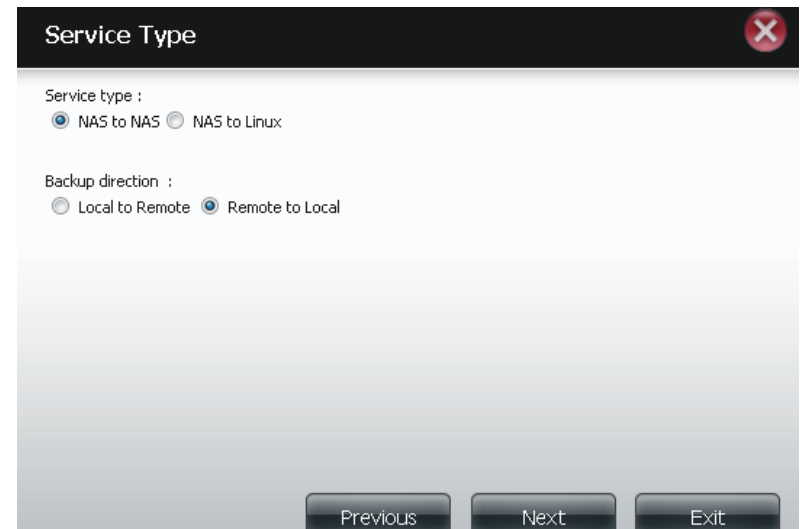 Service Type
Service type :
NAS to NAS NAS to Linux
Backup direction :
Local to Remote Remote to Local
Previous Next Exit